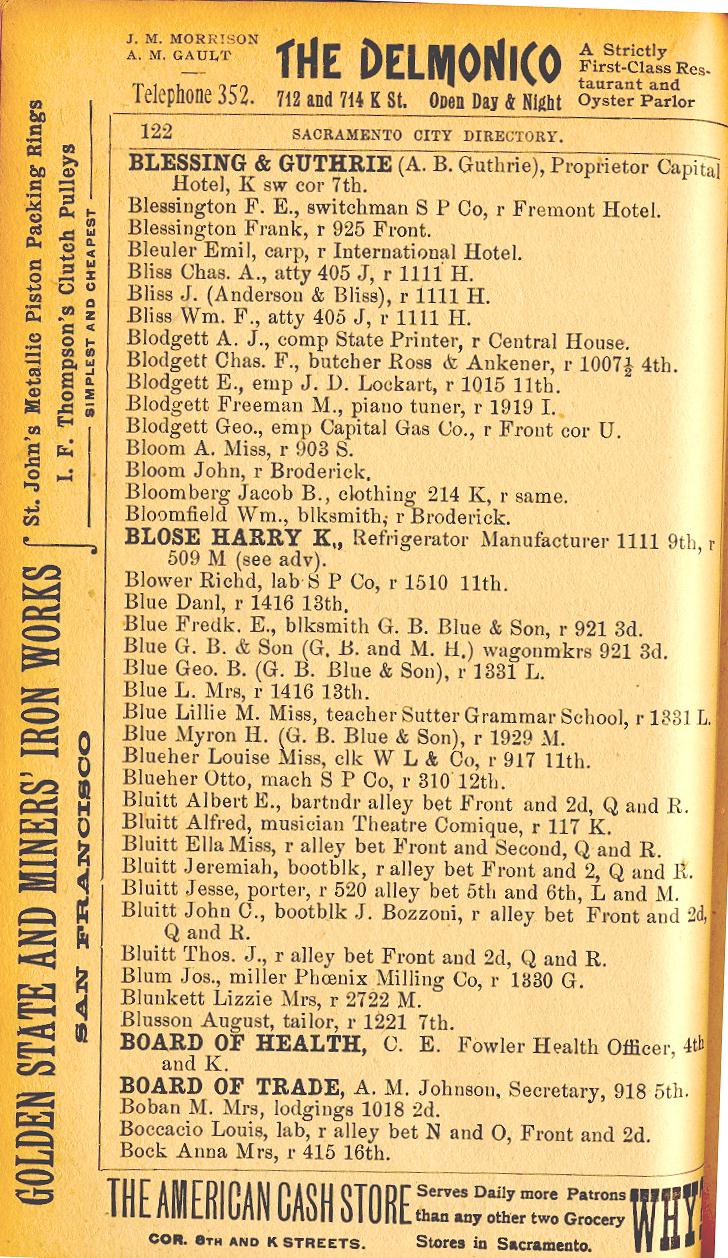 J. M. MORRISON
A. M. GAULT
Telephone 352.
THE DELMONICO
712 and 714 K St. Open Day & Night
A Strictly
First-Class Res-
taurant and
Oyster Parlor
122 SACRAMENTO CITY DIRECTORY.
BLESSING & GUTHRIE (A. B. Guthrie), Proprietor Capital
Hotel, K sw cor 7th.
Blessington F. E., switchman S P Co, r Fremont Hotel.
Blessington Frank, r 925 Front.
Bleuler Emil, carp, r International Hotel.
Bliss Chas. A., atty 405 J, r 1111 H.
Bliss J. (Anderson & Bliss), r 1111 H.
Bliss Wm. F., atty 405 J, r 1111 H.
Blodgett A. J., comp State Printer, r Central House.
Blodgett Chas. F., butcher Ross & Ankener, r 1007½ 4th.
Blodgett E., emp J. D. Lockart, r 1015 11th.
Blodgett Freeman M., piano tuner, r 1919 I.
Blodgett Geo., emp Capital Gas Co., r Front cor U.
Bloom A. Miss, r 903 S.
Bloom John, r Broderick.
Bloomberg Jacob B., clothing 214 K, r same.
Bloomfield Wm., blksmith, r Broderick.
BLOSE HARRY K., Refrigerator Manufacturer 1111 9th, r
509 M (see adv).
Blower Richd, lab S P Co, r 1510 11th.
Blue Danl, r 1416 13th.
Blue Fredk. E., blksmith G. B. Blue & Son, r 921 3d.
Blue G. B. & Son (G. B. and M. H.) wagonmkrs 921 3d.
Blue Geo. B. (G. B. Blue & Son), r 1331 L.
Blue L. Mrs, r 1416 13th.
Blue Lillie M. Miss, teacher Sutter Grammar School, r 1331 L.
Blue Myron H. (G. B. Blue & Son), r 1929 M.
Blueher Louise Miss, clk W L & Co, r 917 11th.
Blueher Otto, mach S P Co, r 310 12th.
Bluitt Albert E., bartndr alley bet Front and 2d, Q and R.
Bluitt Alfred, musician Theatre Comique, r 117 K.
Bluitt Ella Miss, r alley bet Front and Second, Q and R.
Bluitt Jeremiah, bootblk, r alley bet Front and 2, Q and R.
Bluitt Jesse, porter, r 520 alley bet 5th and 6th, L and M.
Bluitt John C., bootblk J. Bozzoni, r alley bet Front and 2d,
Q and R.
Bluitt Thos. J., r alley bet Front and 2d, Q and R.
Blum Jos., miller Phœnix Milling Co, r 1330 G.
Blunkett Lizzie Mrs, r 2722 M.
Blusson August, tailor, r 1221 7th.
BOARD OF HEALTH, C. E. Fowler Health Officer, 4th
and K.
BOARD OF TRADE, A. M. Johnson, Secretary, 918 5th.
Boban M. Mrs, lodgings 1018 2d.
Boccacio Louis, lab, r alley bet N and O, Front and 2d.
Bock Anna Mrs, r 415 16th.
GOLDEN STATE AND MINERS' IRON WORKS
SAN FRANCISCO
St. John's Metallic Piston Packing Rings
I. F. Thompson's Clutch Pulleys
SIMPLEST AND CHEAPEST
THE AMERICAN CASH STORE
COR. 8TH AND K STREETS.
Serves Daily more Patrons
than any other two Grocery
Stores in Sacramento.
WHY?